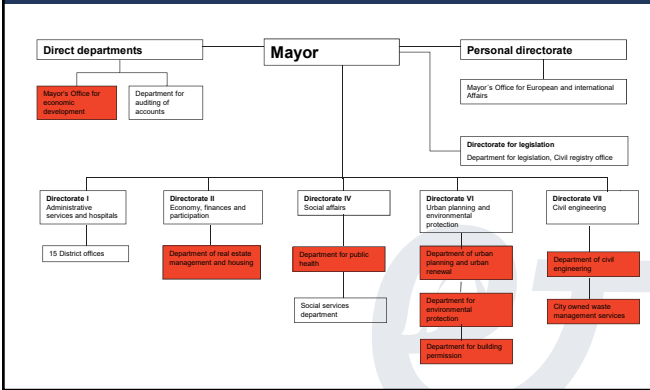 Direct departments
Mayor
Personal directorate
Mayor's Office for
economic
development
Department for
auditing of
accounts
Mayor´s Office for European and international
Affairs
Directorate for legislation
Department for legislation, Civil registry office
Directorate I
Administrative
services and hospitals
Directorate II
Economy, finances and
participation
Directorate IV
Social affairs
Directorate VI
Urban planning and
environmental
protection
Directorate VII
Civil engineering
15 District offices
Department of real estate
management and housing
Department for public
health
Department of urban
planning and urban
renewal
Department of civil
engineering
Social services
department
Department for
environmental
protection
City owned waste
management services
Department for building
permission